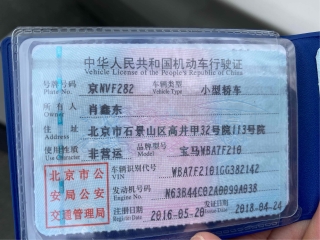 中华人民共和国机动车行驶证
Vehicle License of the People's Republic of China
号牌号码 京NVF282 车辆类型 小型轿车
Plate No. Vehicle Type
所有人 肖鑫东
Owner
住址 北京市石景山区高井甲32号院113号院
Address
使用性质 非营运 品牌型号 宝马WBA7F210
Use Character Model
北京市公安局公安交通管理局
车辆识别代号 WBA7F2101GG382142
VIN
发动机号码 N63B44C02A0099AB38
Engine No.
注册日期 2016-05-20 发证日期 2018-04-24